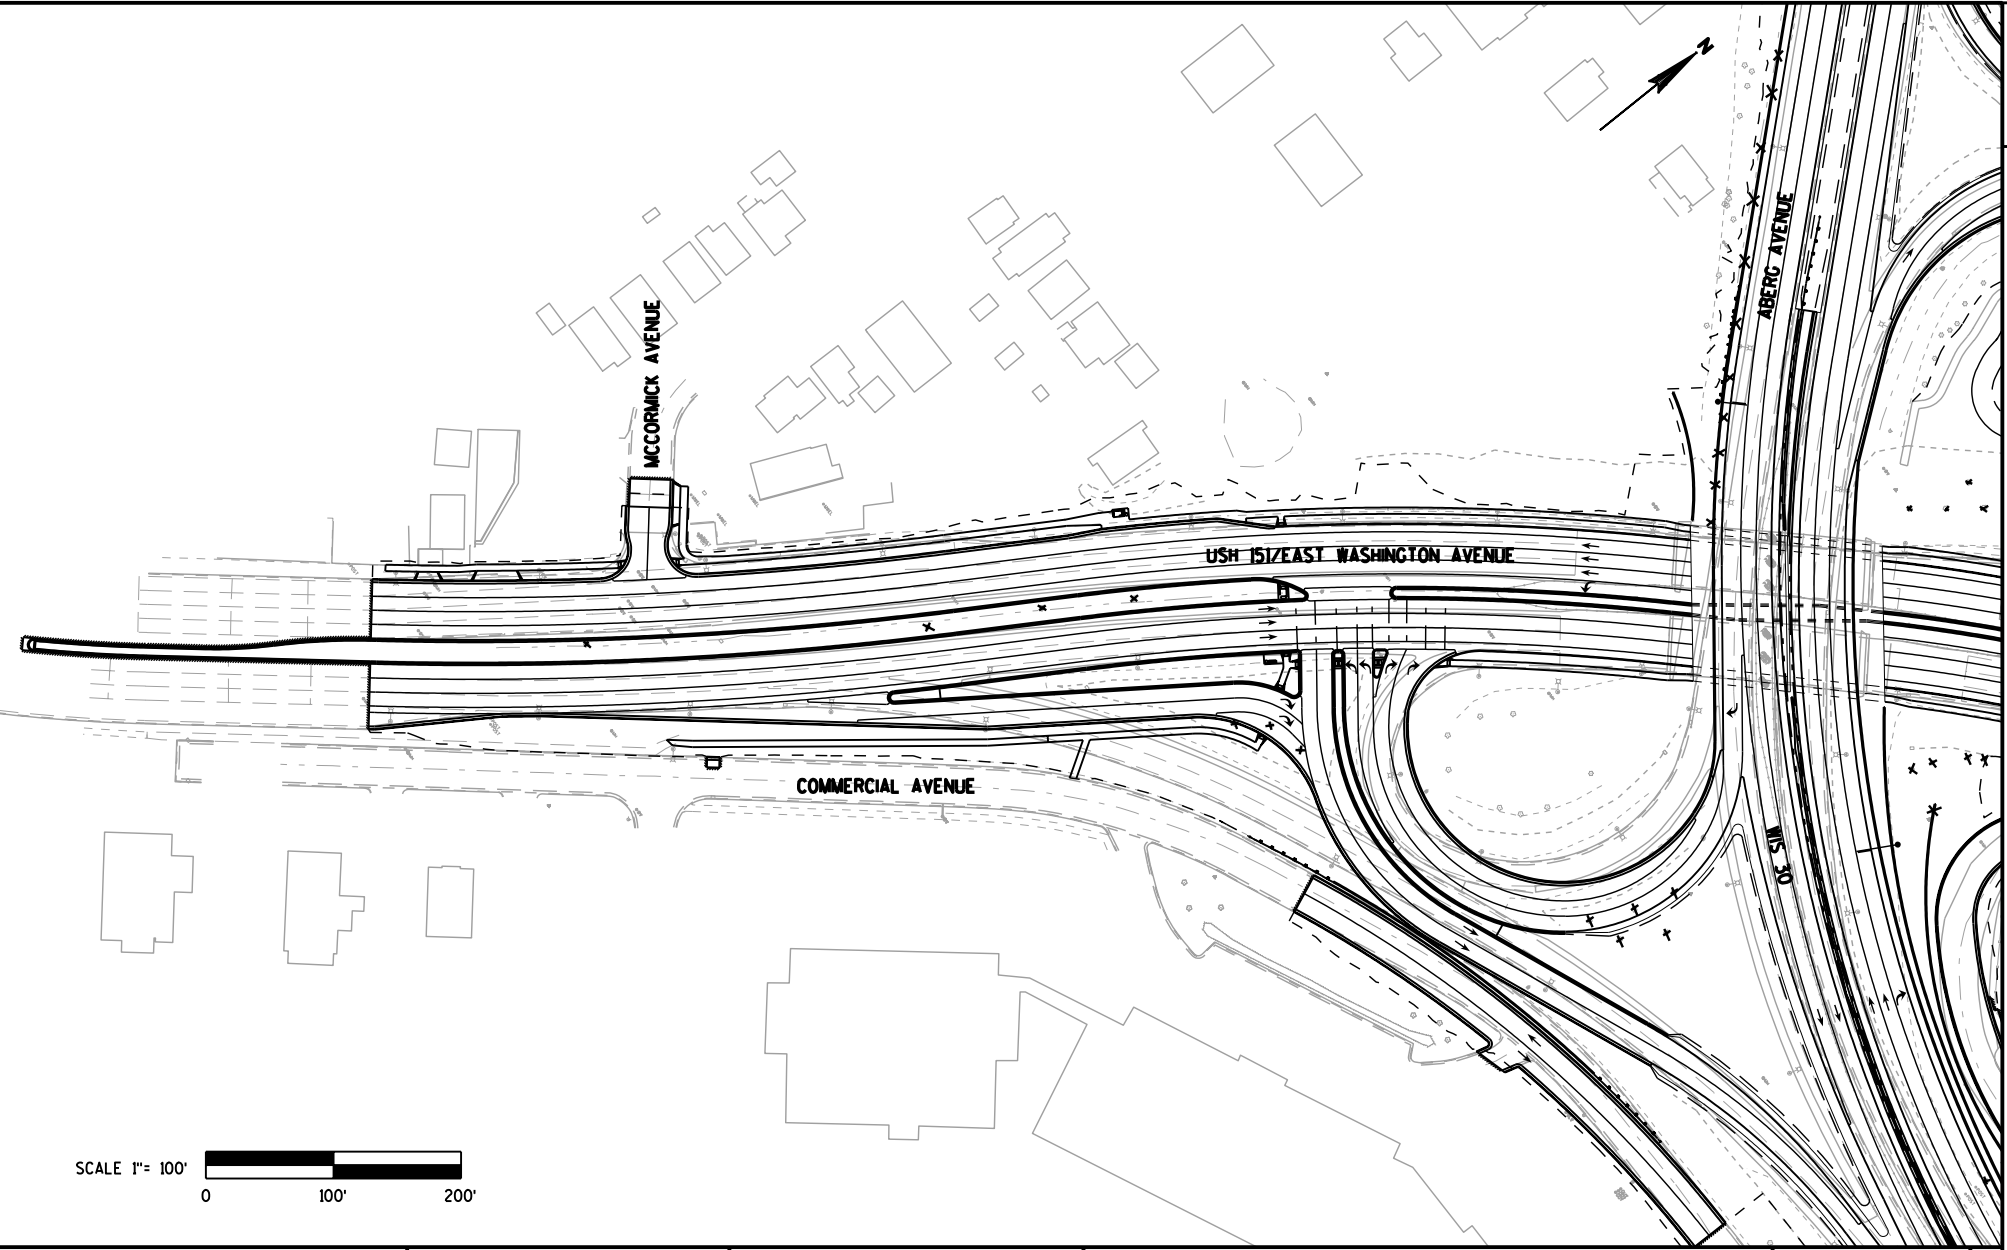 N
ABERG AVENUE
MCCORMICK AVENUE
USH 151/EAST WASHINGTON AVENUE
COMMERCIAL AVENUE
WIS 30
SCALE 1"= 100'
0 100' 200'